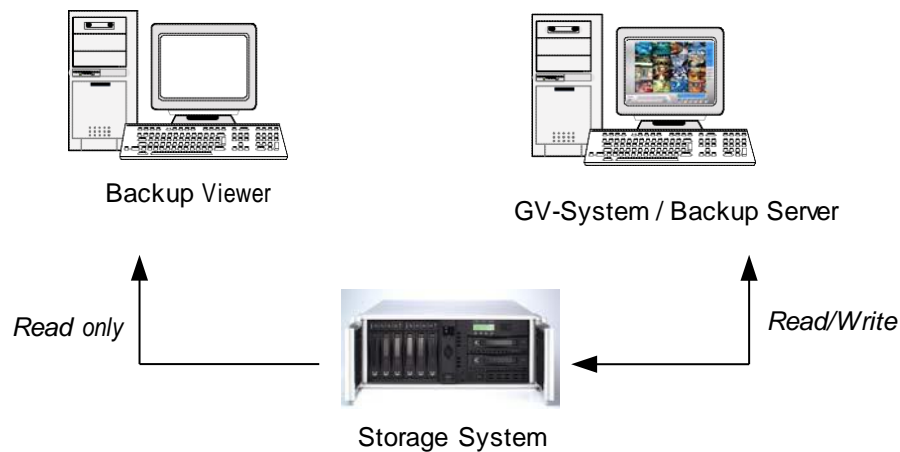 Backup Viewer
GV-System / Backup Server
Read only
Read/Write
Storage System